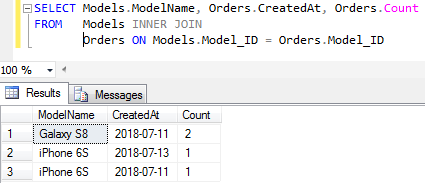 SELECT Models.ModelName, Orders.CreatedAt, Orders.Count
FROM Models INNER JOIN
Orders ON Models.Model_ID = Orders.Model_ID
100 %
Results Messages
ModelName CreatedAt Count
1 Galaxy S8 2018-07-11 2
2 iPhone 6S 2018-07-13 1
3 iPhone 6S 2018-07-11 1